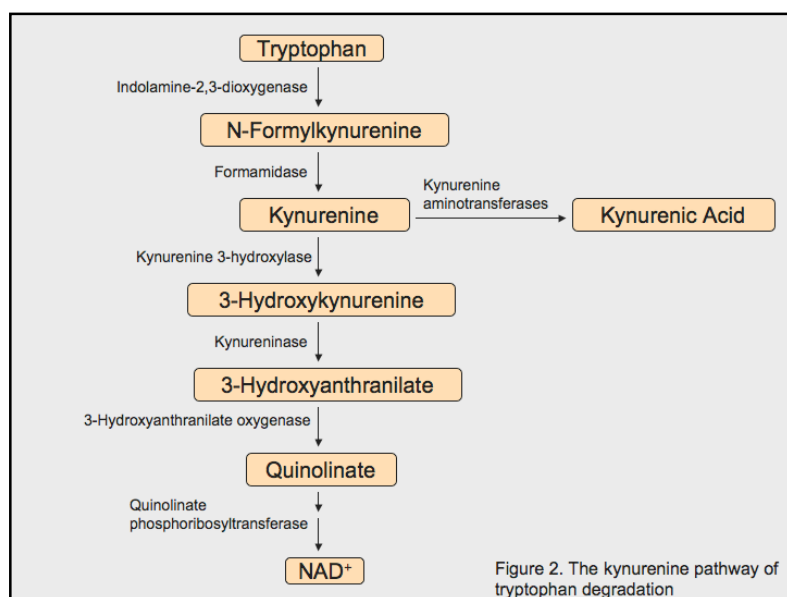 Tryptophan
Indolamine-2,3-dioxygenase
N-Formylkynurenine
Formamidase
Kynurenine
aminotransferases
Kynurenine
Kynurenic Acid
Kynurenine 3-hydroxylase
3-Hydroxykynurenine
Kynureninase
3-Hydroxyanthranilate
3-Hydroxyanthranilate oxygenase
Quinolinate
Quinolinate
phosphoribosyltransferase
NAD⁺
Figure 2. The kynurenine pathway of
tryptophan degradation